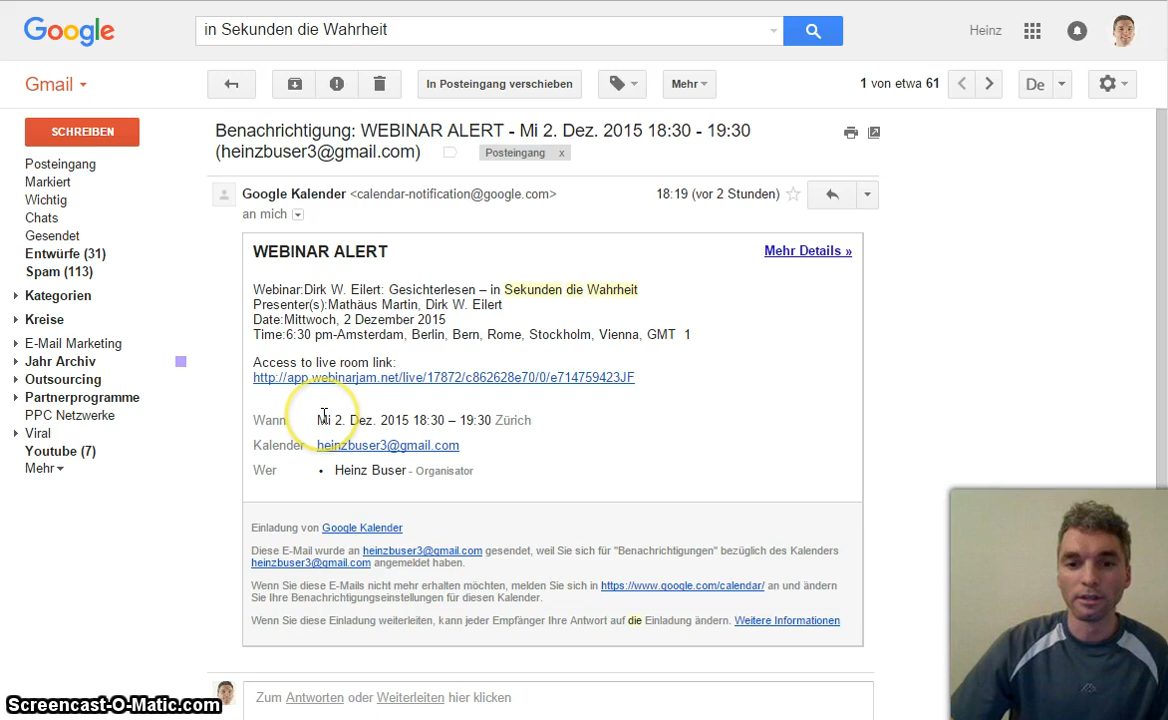 Google
in Sekunden die Wahrheit
Heinz
Gmail
In Posteingang verschieben
Mehr
1 von etwa 61
De
SCHREIBEN
Posteingang
Markiert
Wichtig
Chats
Gesendet
Entwürfe (31)
Spam (113)
Kategorien
Kreise
E-Mail Marketing
Jahr Archiv
Outsourcing
Partnerprogramme
PPC Netzwerke
Viral
Youtube (7)
Mehr
Benachrichtigung: WEBINAR ALERT - Mi 2. Dez. 2015 18:30 - 19:30
(heinzbuser3@gmail.com) Posteingang x
Google Kalender <calendar-notification@google.com> 18:19 (vor 2 Stunden)
an mich
WEBINAR ALERT Mehr Details »
Webinar:Dirk W. Eilert: Gesichterlesen – in Sekunden die Wahrheit
Presenter(s):Mathäus Martin, Dirk W. Eilert
Date:Mittwoch, 2 Dezember 2015
Time:6:30 pm-Amsterdam, Berlin, Bern, Rome, Stockholm, Vienna, GMT 1
Access to live room link:
http://app.webinarjam.net/live/17872/c862628e70/0/e714759423JF
Wann Mi 2. Dez. 2015 18:30 – 19:30 Zürich
Kalender heinzbuser3@gmail.com
Wer • Heinz Buser - Organisator
Einladung von Google Kalender
Diese E-Mail wurde an heinzbuser3@gmail.com gesendet, weil Sie sich für "Benachrichtigungen" bezüglich des Kalenders
heinzbuser3@gmail.com angemeldet haben.
Wenn Sie diese E-Mails nicht mehr erhalten möchten, melden Sie sich in https://www.google.com/calendar/ an und ändern
Sie Ihre Benachrichtigungseinstellungen für diesen Kalender.
Wenn Sie diese Einladung weiterleiten, kann jeder Empfänger Ihre Antwort auf die Einladung ändern. Weitere Informationen
Zum Antworten oder Weiterleiten hier klicken
Screencast-O-Matic.com